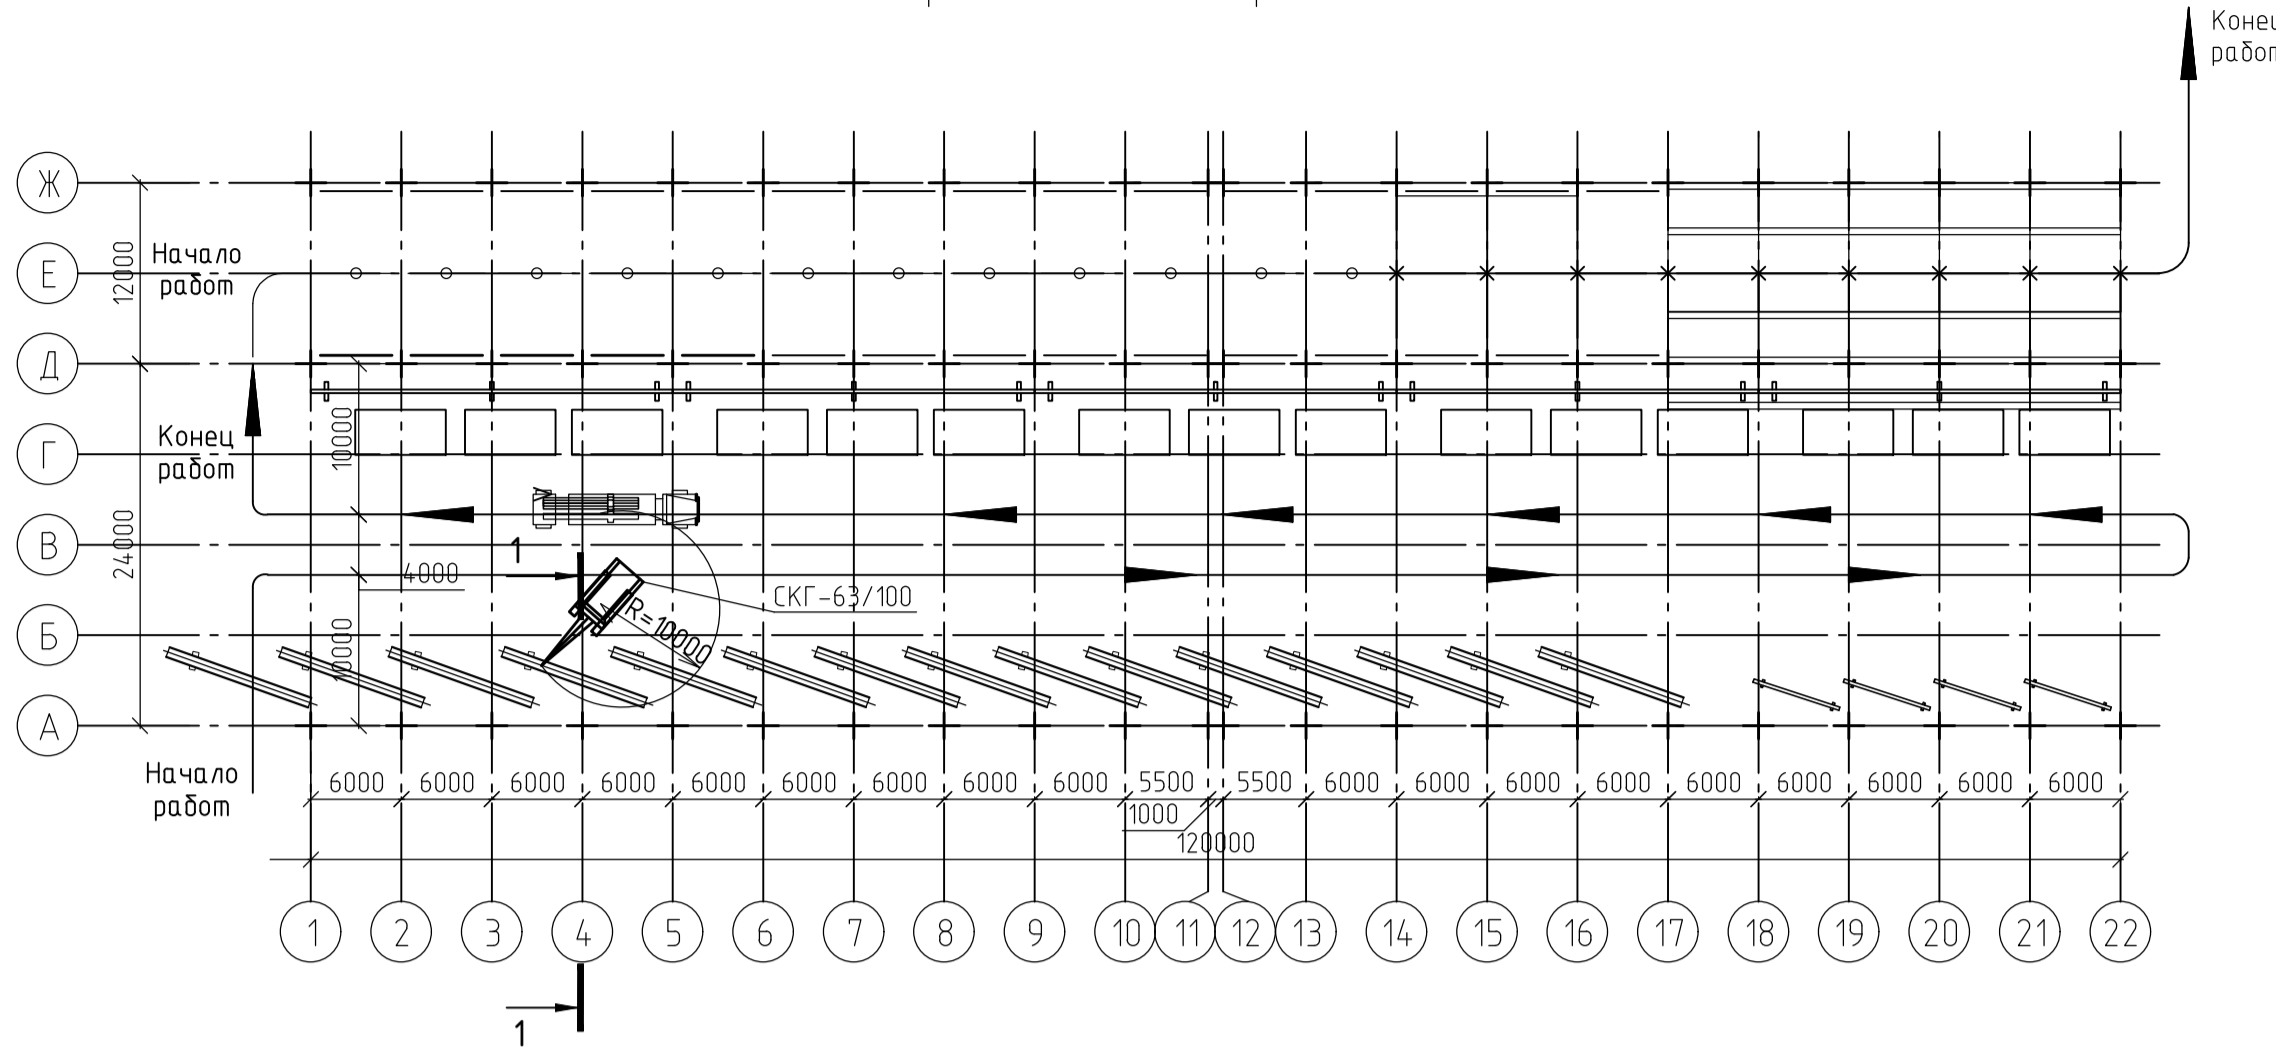 Конец
работ
Ж
12000
Начало
работ
Е
Д
10000
Конец
работ
Г
24000
В
1
4000
СКГ-63/100
R=10000
Б
10000
А
Начало
работ
6000 6000 6000 6000 6000 6000 6000 6000 6000 5500 5500 6000 6000 6000 6000 6000 6000 6000 6000 6000
1000
120000
1 2 3 4 5 6 7 8 9 10 11 12 13 14 15 16 17 18 19 20 21 22
1